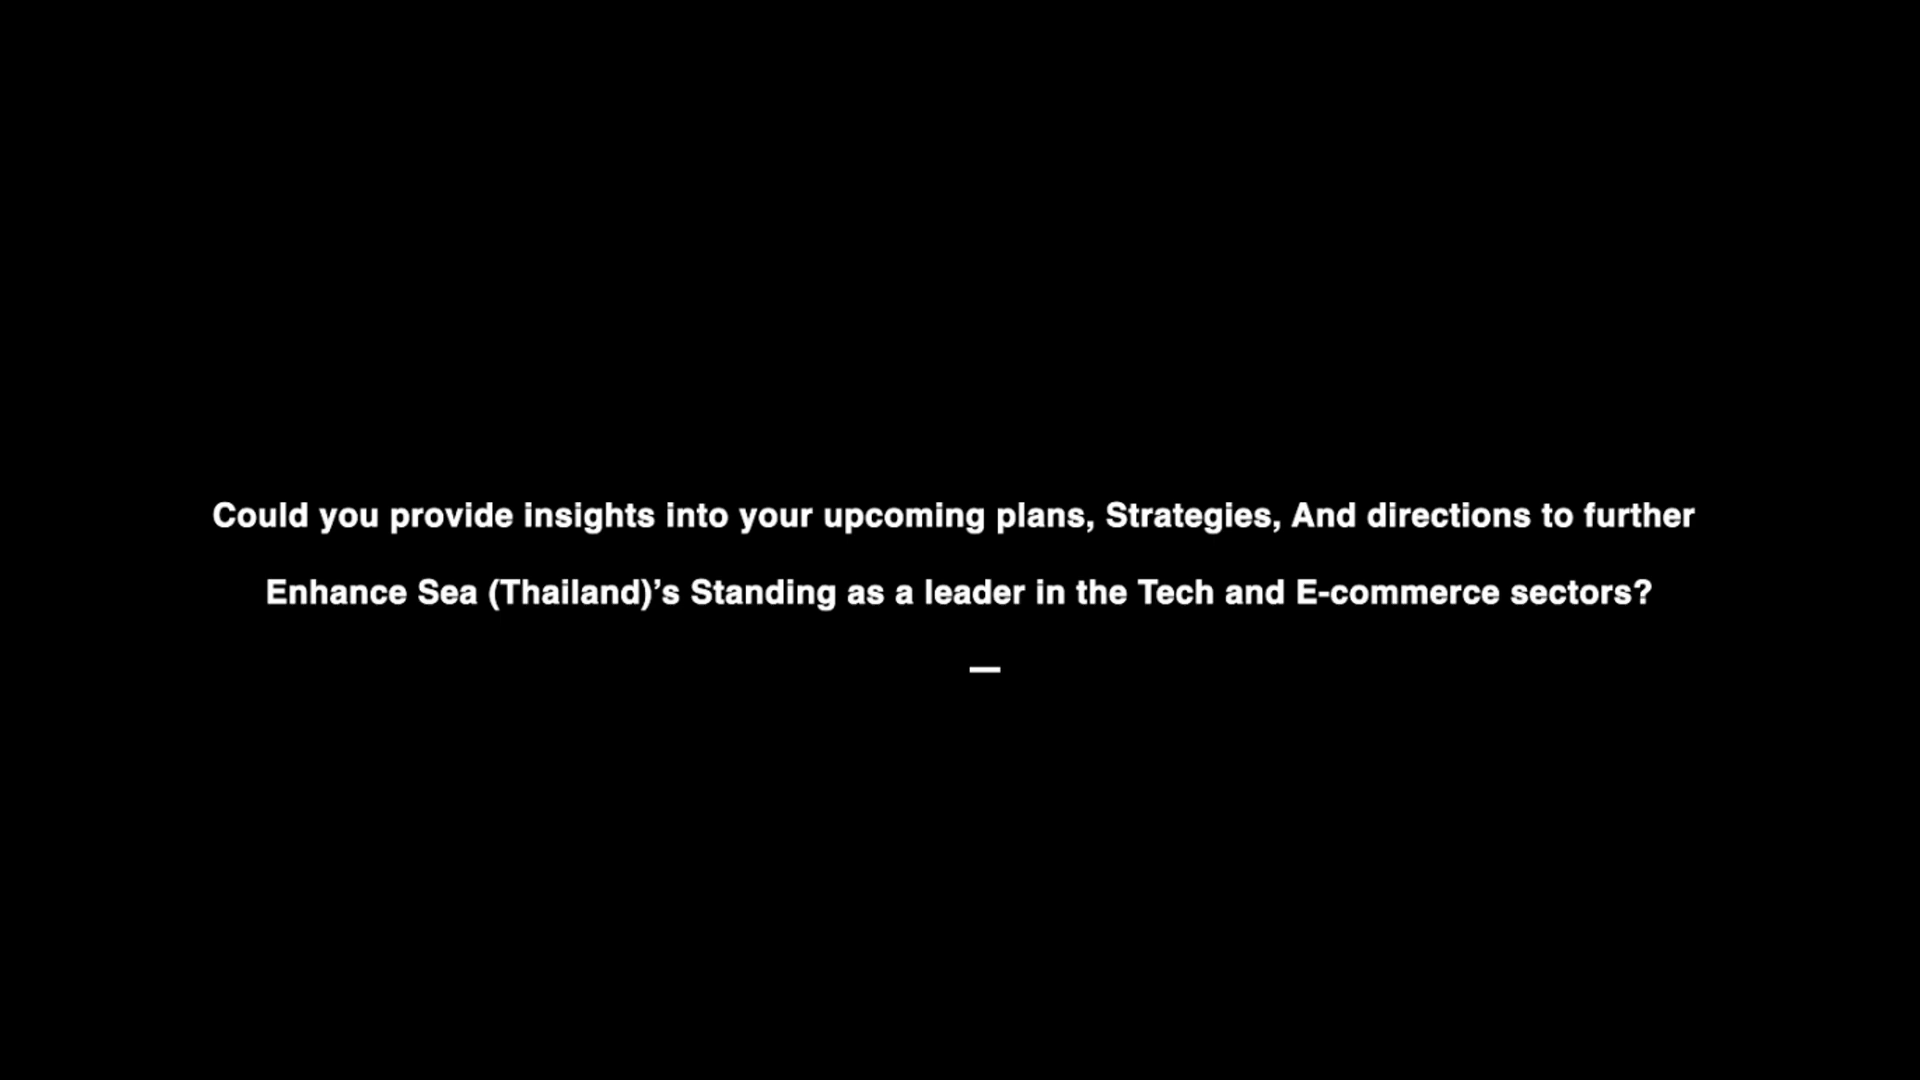 Could you provide insights into your upcoming plans, Strategies, And directions to further
Enhance Sea (Thailand)’s Standing as a leader in the Tech and E-commerce sectors?
—